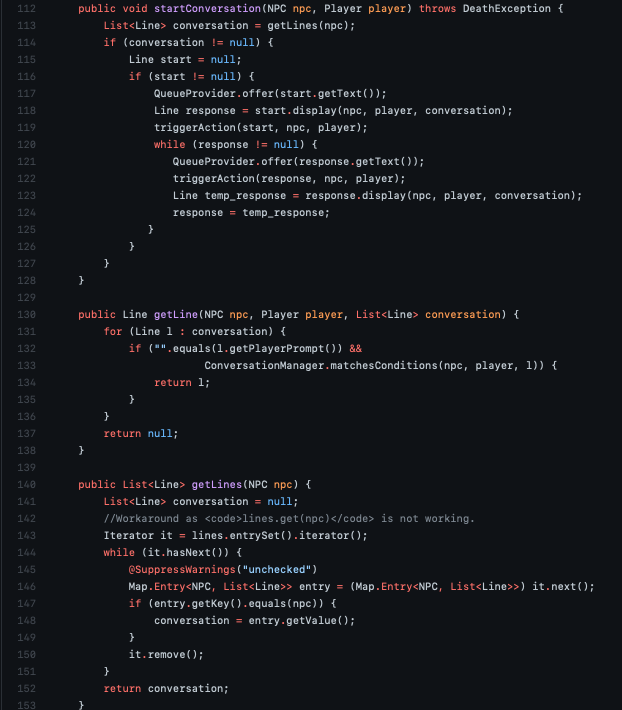 112 public void startConversation(NPC npc, Player player) throws DeathException {
113 List<Line> conversation = getLines(npc);
114 if (conversation != null) {
115 Line start = null;
116 if (start != null) {
117 QueueProvider.offer(start.getText());
118 Line response = start.display(npc, player, conversation);
119 triggerAction(start, npc, player);
120 while (response != null) {
121 QueueProvider.offer(response.getText());
122 triggerAction(response, npc, player);
123 Line temp_response = response.display(npc, player, conversation);
124 response = temp_response;
125 }
126 }
127 }
128 }
129
130 public Line getLine(NPC npc, Player player, List<Line> conversation) {
131 for (Line l : conversation) {
132 if ("".equals(l.getPlayerPrompt()) &&
133 ConversationManager.matchesConditions(npc, player, l)) {
134 return l;
135 }
136 }
137 return null;
138 }
139
140 public List<Line> getLines(NPC npc) {
141 List<Line> conversation = null;
142 //Workaround as <code>lines.get(npc)</code> is not working.
143 Iterator it = lines.entrySet().iterator();
144 while (it.hasNext()) {
145 @SuppressWarnings("unchecked")
146 Map.Entry<NPC, List<Line>> entry = (Map.Entry<NPC, List<Line>>) it.next();
147 if (entry.getKey().equals(npc)) {
148 conversation = entry.getValue();
149 }
150 it.remove();
151 }
152 return conversation;
153 }